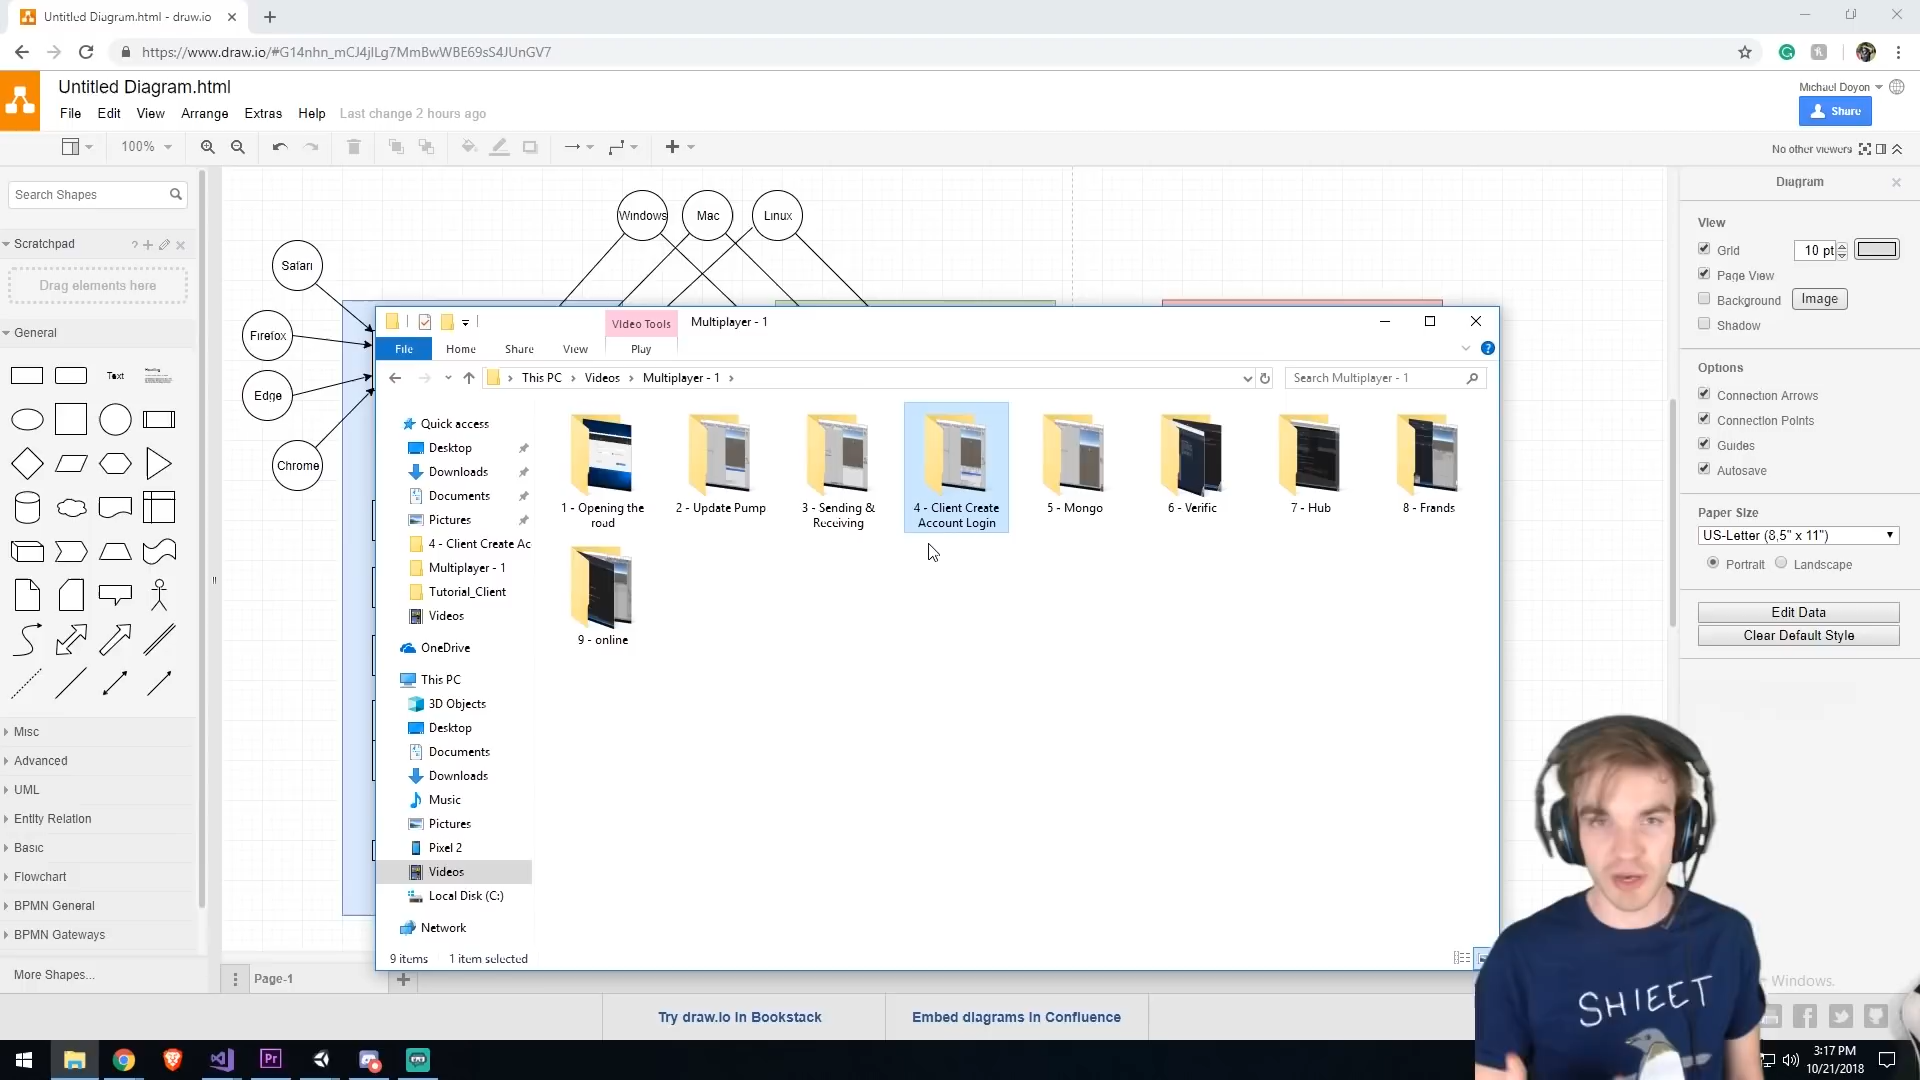 Untitled Diagram.html - draw.io
https://www.draw.io/#G14nhn_mCJ4jlLg7MmBwWBE69sS4JUnGV7
Untitled Diagram.html
Michael Doyon
File Edit View Arrange Extras Help Last change 2 hours ago
Share
100%
No other viewers
Search Shapes
Diagram
Windows Mac Linux
View
Scratchpad
?
Grid 10 pt
Safari
Page View
Drag elements here
Background Image
Shadow
Video Tools Multiplayer - 1
General
Firefox
File Home Share View Play
Options
This PC Videos Multiplayer - 1
Search Multiplayer - 1
Text
Heading
Edge
Connection Arrows
Connection Points
Guides
Autosave
Quick access
Desktop
Downloads
Documents
Pictures
4 - Client Create Ac
Multiplayer - 1
Tutorial_Client
Videos
OneDrive
This PC
3D Objects
Desktop
Documents
Downloads
Music
Pictures
Pixel 2
Videos
Local Disk (C:)
Network
Chrome
1 - Opening the
road
2 - Update Pump
3 - Sending &
Receiving
4 - Client Create
Account Login
5 - Mongo
6 - Verific
7 - Hub
8 - Frands
9 - online
Paper Size
US-Letter (8,5" x 11")
Portrait Landscape
Edit Data
Clear Default Style
Misc
Advanced
UML
Entity Relation
Basic
Flowchart
BPMN General
BPMN Gateways
More Shapes...
9 items 1 item selected
Page-1
Windows.
Try draw.io in Bookstack
Embed diagrams in Confluence
SHIEET
Pr
3:17 PM
10/21/2018